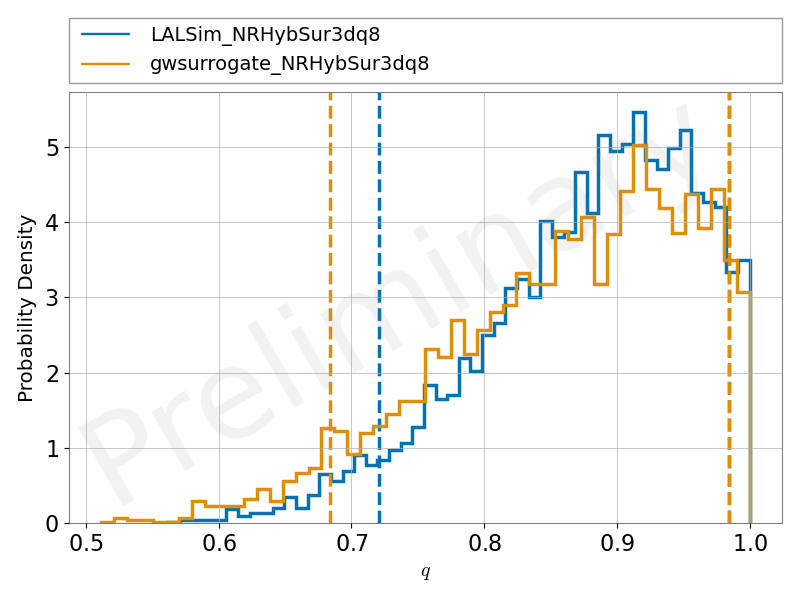 LALSim_NRHybSur3dq8
gwsurrogate_NRHybSur3dq8
Preliminary
Probability Density
5
4
3
2
1
0
0.5 0.6 0.7 0.8 0.9 1.0
q